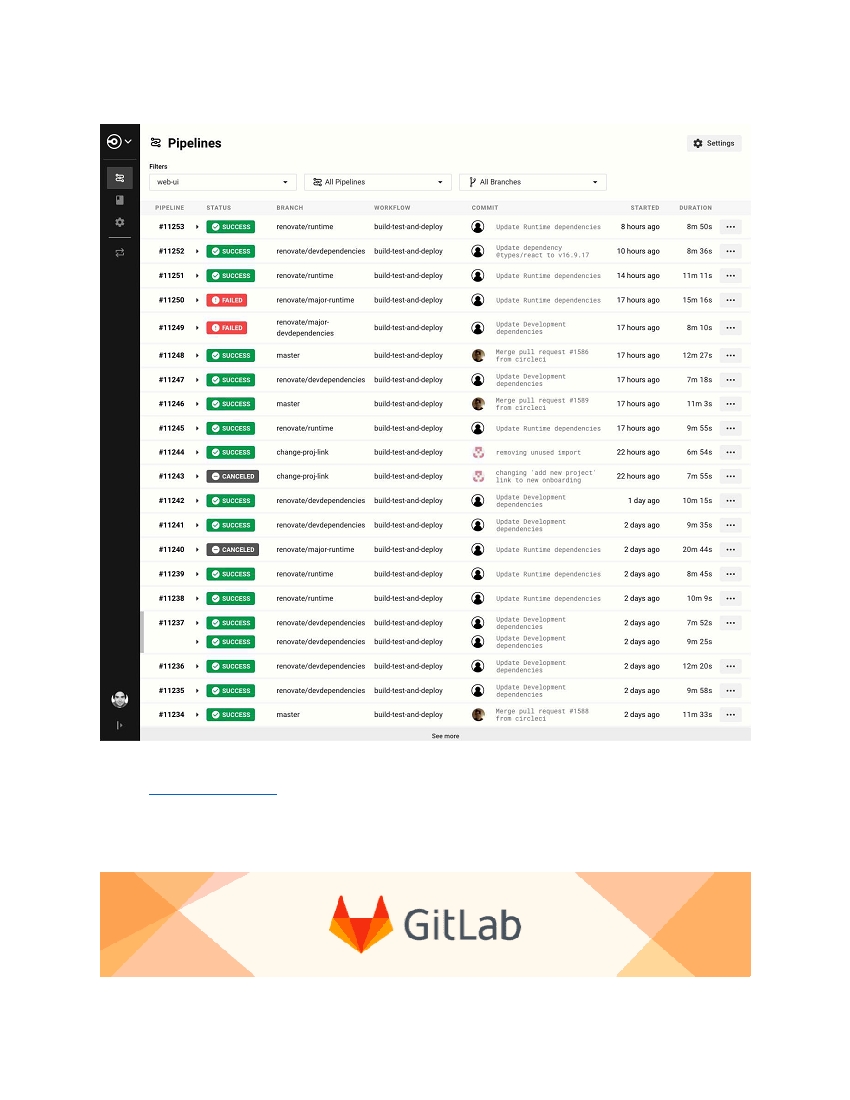 Pipelines
Settings
Filters
web-ui
All Pipelines
All Branches
PIPELINE STATUS BRANCH WORKFLOW COMMIT STARTED DURATION
#11253 SUCCESS renovate/runtime build-test-and-deploy Update Runtime dependencies 8 hours ago 8m 50s
#11252 SUCCESS renovate/devdependencies build-test-and-deploy Update dependency 10 hours ago 8m 36s
@types/react to v16.9.17
#11251 SUCCESS renovate/runtime build-test-and-deploy Update Runtime dependencies 14 hours ago 11m 11s
#11250 FAILED renovate/major-runtime build-test-and-deploy Update Runtime dependencies 17 hours ago 15m 16s
#11249 FAILED renovate/major- build-test-and-deploy Update Development 17 hours ago 8m 10s
devdependencies dependencies
#11248 SUCCESS master build-test-and-deploy Merge pull request #1586 17 hours ago 12m 27s
from circleci
#11247 SUCCESS renovate/devdependencies build-test-and-deploy Update Development 17 hours ago 7m 18s
dependencies
#11246 SUCCESS master build-test-and-deploy Merge pull request #1589 17 hours ago 11m 3s
from circleci
#11245 SUCCESS renovate/runtime build-test-and-deploy Update Runtime dependencies 17 hours ago 9m 55s
#11244 SUCCESS change-proj-link build-test-and-deploy removing unused import 22 hours ago 6m 54s
#11243 CANCELED change-proj-link build-test-and-deploy changing 'add new project' 22 hours ago 7m 55s
link to new onboarding
#11242 SUCCESS renovate/devdependencies build-test-and-deploy Update Development 1 day ago 10m 15s
dependencies
#11241 SUCCESS renovate/devdependencies build-test-and-deploy Update Development 2 days ago 9m 35s
dependencies
#11240 CANCELED renovate/major-runtime build-test-and-deploy Update Runtime dependencies 2 days ago 20m 44s
#11239 SUCCESS renovate/runtime build-test-and-deploy Update Runtime dependencies 2 days ago 8m 45s
#11238 SUCCESS renovate/runtime build-test-and-deploy Update Runtime dependencies 2 days ago 10m 9s
#11237 SUCCESS renovate/devdependencies build-test-and-deploy Update Development 2 days ago 7m 52s
dependencies
SUCCESS renovate/devdependencies build-test-and-deploy Update Development 2 days ago 9m 25s
dependencies
#11236 SUCCESS renovate/devdependencies build-test-and-deploy Update Development 2 days ago 12m 20s
dependencies
#11235 SUCCESS renovate/devdependencies build-test-and-deploy Update Development 2 days ago 9m 58s
dependencies
#11234 SUCCESS master build-test-and-deploy Merge pull request #1568 2 days ago 11m 33s
from circleci
See more
GitLab